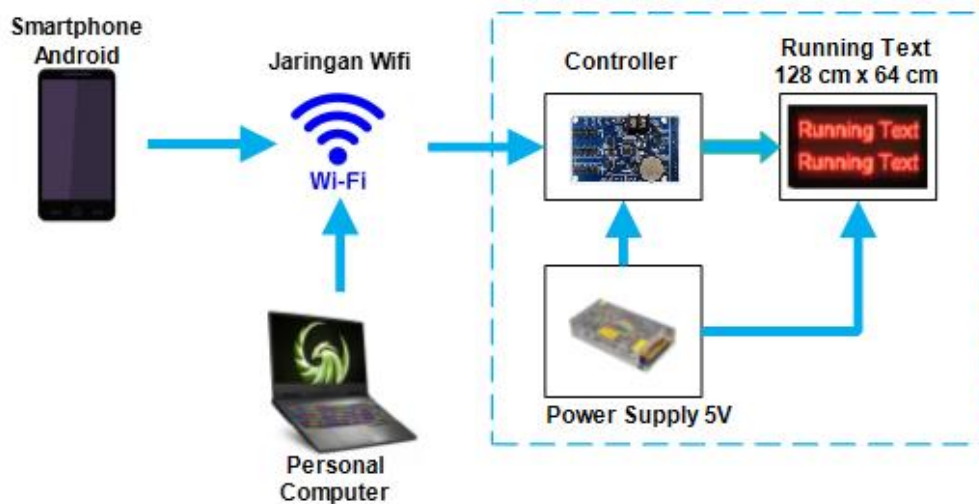 Smartphone
Android
Jaringan Wifi
Wi-Fi
Controller
Running Text
128 cm x 64 cm
Running Text
Running Text
Power Supply 5V
Personal
Computer